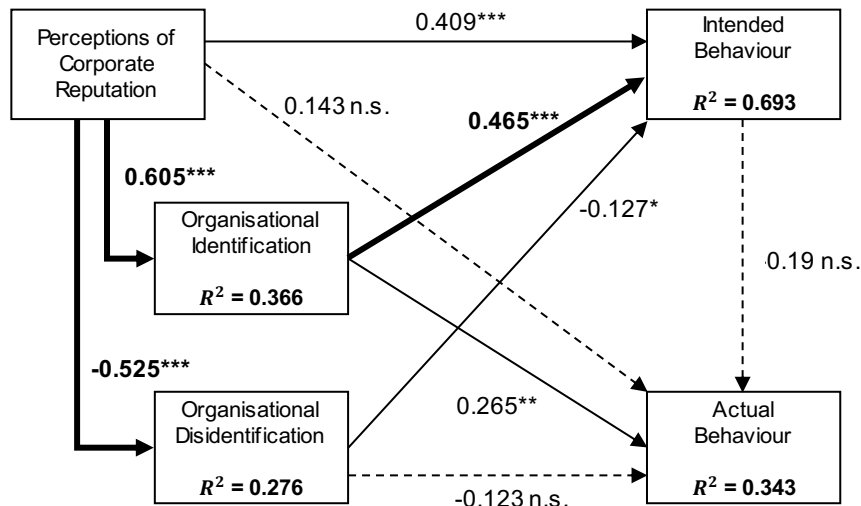 Perceptions of
Corporate
Reputation
0.409***
Intended
Behaviour
R² = 0.693
0.143 n.s.
0.465***
0.605***
-0.127*
Organisational
Identification
R² = 0.366
-0.19 n.s.
-0.525***
Organisational
Disidentification
R² = 0.276
0.265**
Actual
Behaviour
R² = 0.343
-0.123 n.s.